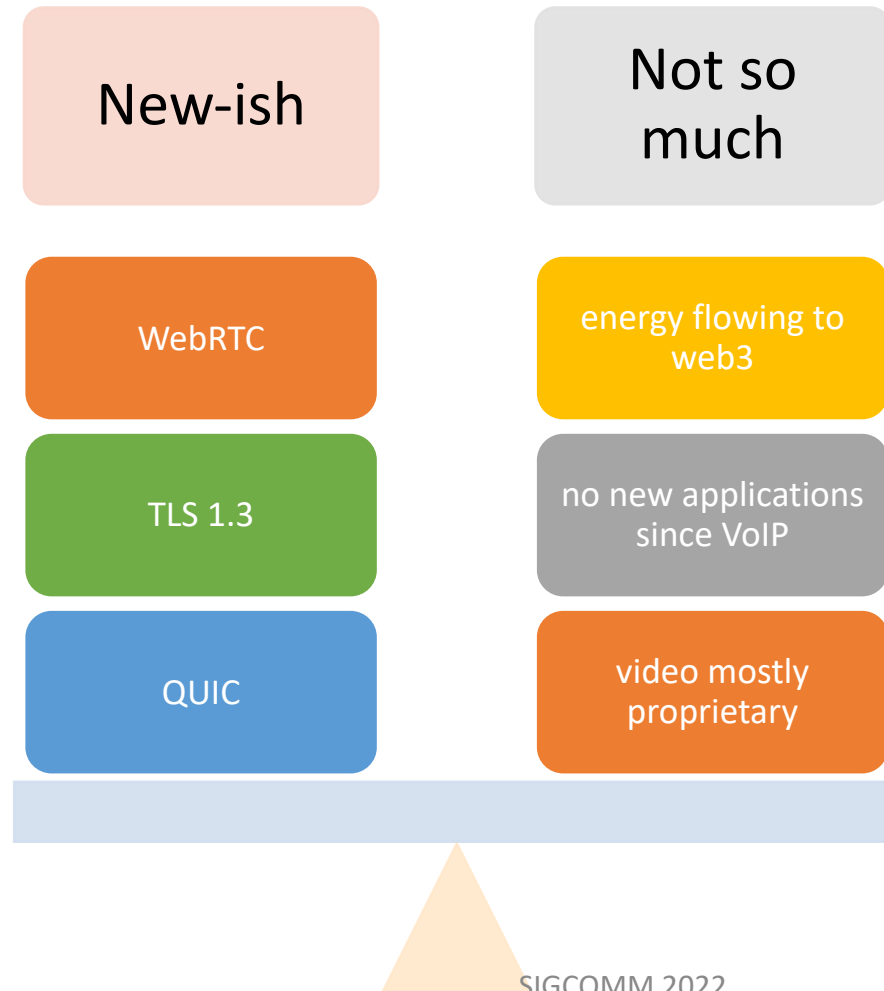 New-ish
Not so
much
WebRTC
energy flowing to
web3
TLS 1.3
no new applications
since VoIP
QUIC
video mostly
proprietary
SIGCOMM 2022